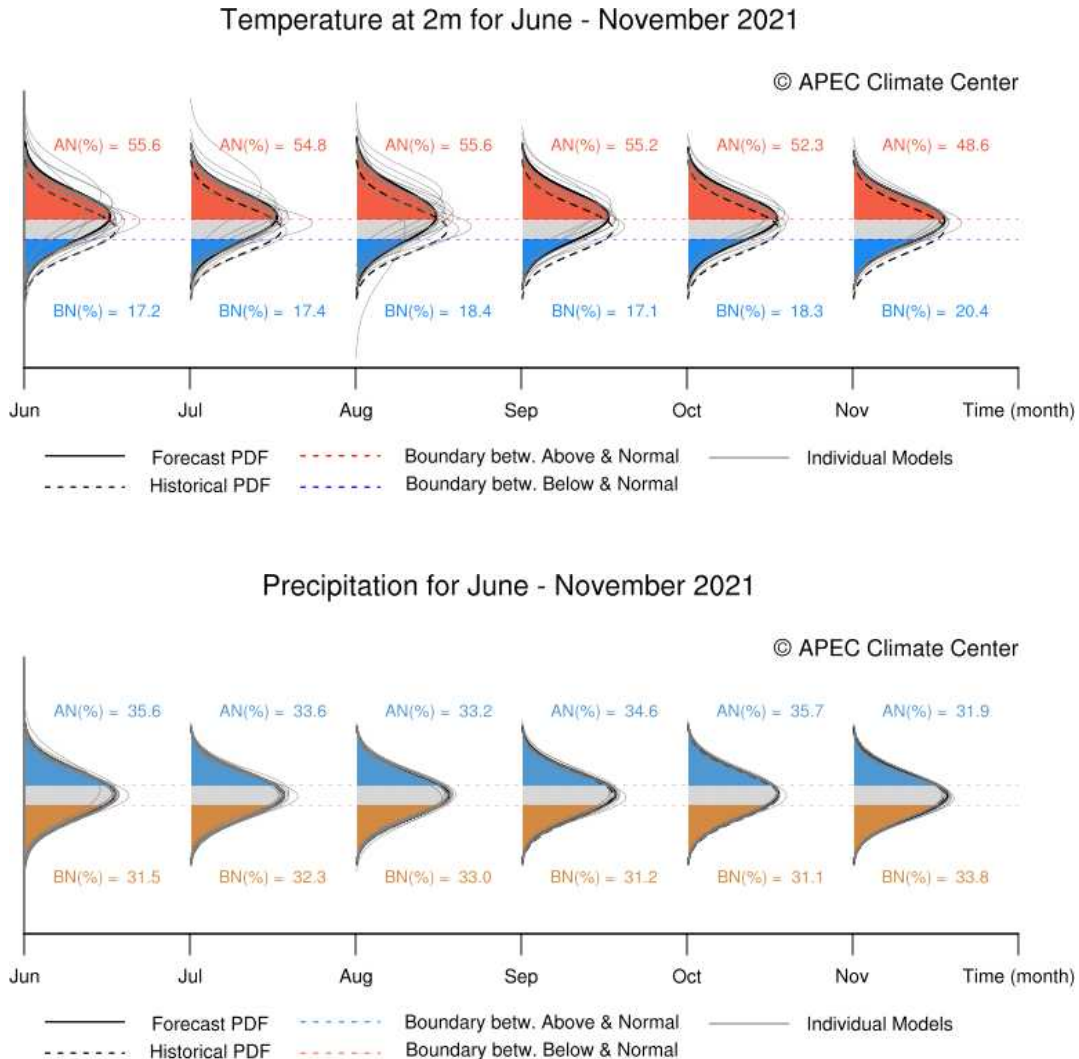 Temperature at 2m for June - November 2021
© APEC Climate Center
AN(%) = 55.6 AN(%) = 54.8 AN(%) = 55.6 AN(%) = 55.2 AN(%) = 52.3 AN(%) = 48.6
BN(%) = 17.2 BN(%) = 17.4 BN(%) = 18.4 BN(%) = 17.1 BN(%) = 18.3 BN(%) = 20.4
Jun Jul Aug Sep Oct Nov Time (month)
Forecast PDF Boundary betw. Above & Normal Individual Models
Historical PDF Boundary betw. Below & Normal
Precipitation for June - November 2021
© APEC Climate Center
AN(%) = 35.6 AN(%) = 33.6 AN(%) = 33.2 AN(%) = 34.6 AN(%) = 35.7 AN(%) = 31.9
BN(%) = 31.5 BN(%) = 32.3 BN(%) = 33.0 BN(%) = 31.2 BN(%) = 31.1 BN(%) = 33.8
Jun Jul Aug Sep Oct Nov Time (month)
Forecast PDF Boundary betw. Above & Normal Individual Models
Historical PDF Boundary betw. Below & Normal